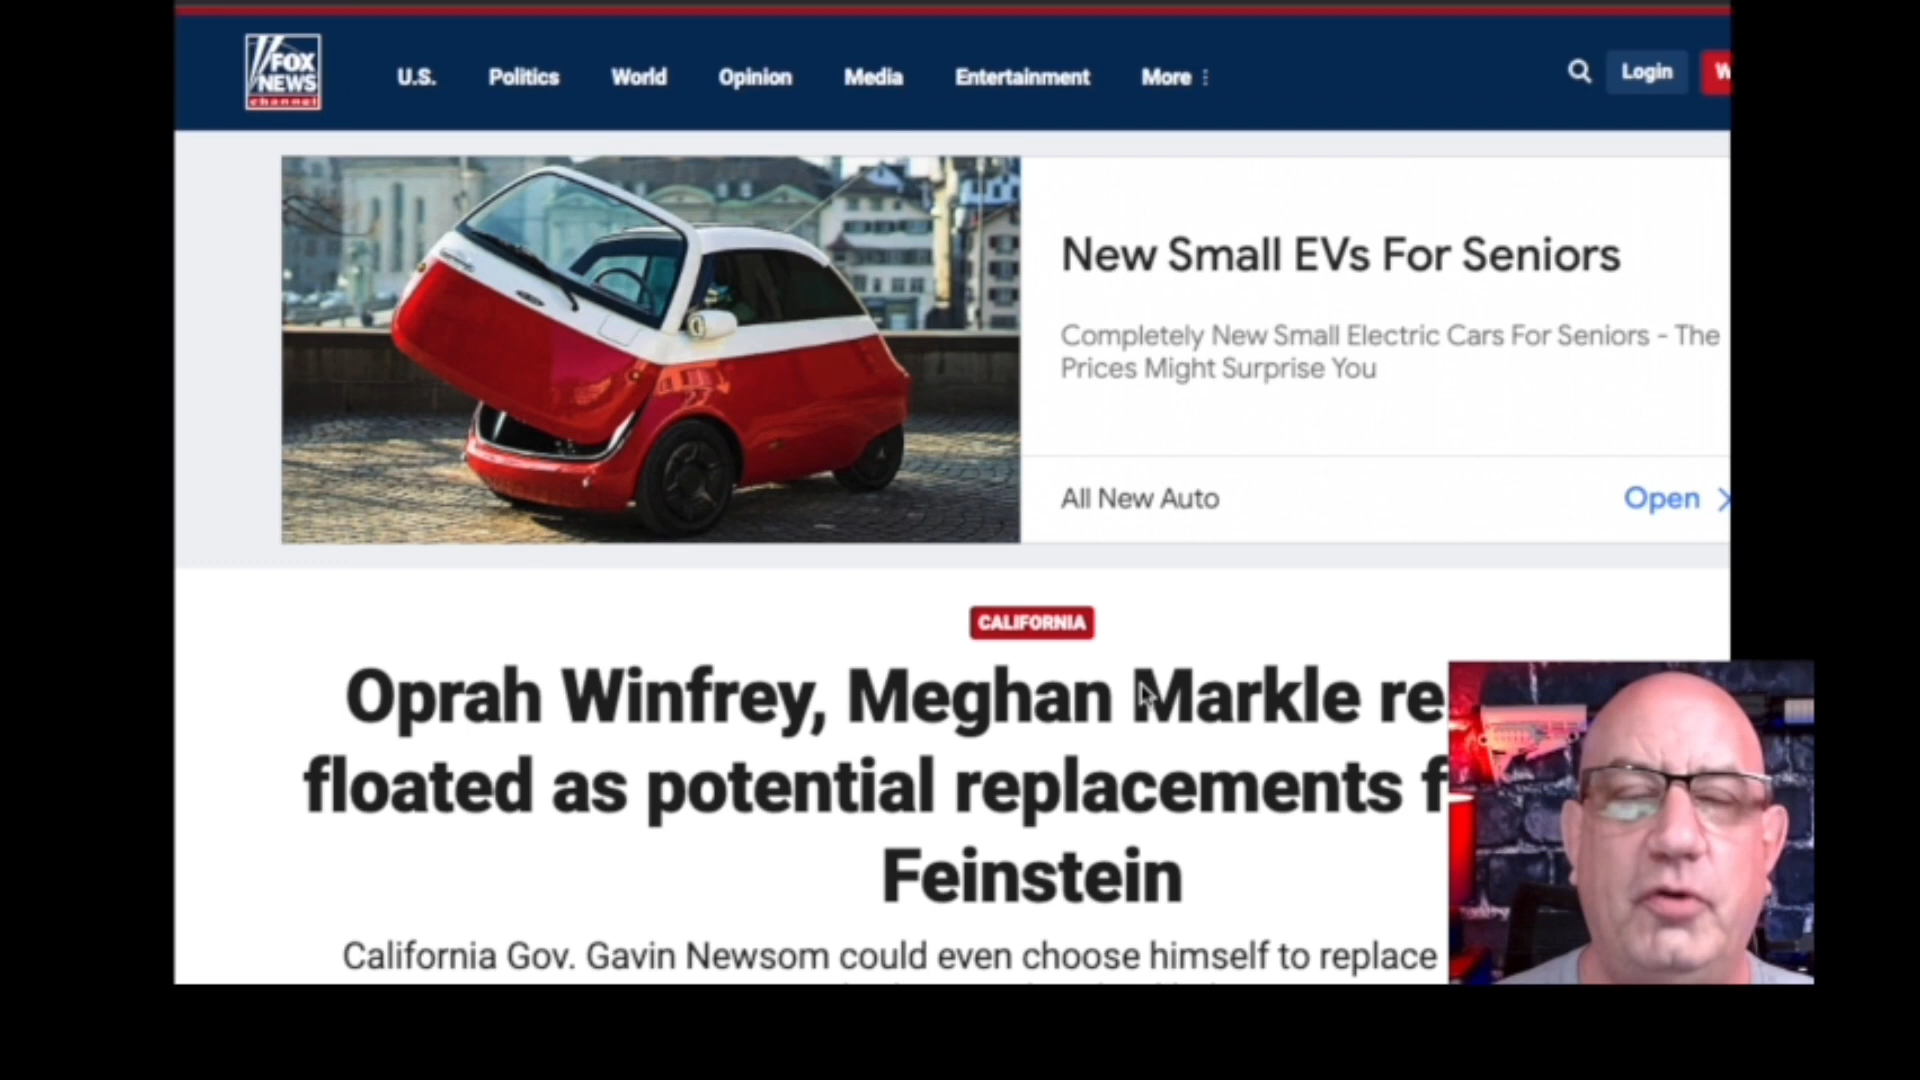 FOX
NEWS
channel
U.S. Politics World Opinion Media Entertainment More
Login
W
New Small EVs For Seniors
Completely New Small Electric Cars For Seniors - The
Prices Might Surprise You
All New Auto
Open
CALIFORNIA
Oprah Winfrey, Meghan Markle re
floated as potential replacements f
Feinstein
California Gov. Gavin Newsom could even choose himself to replace